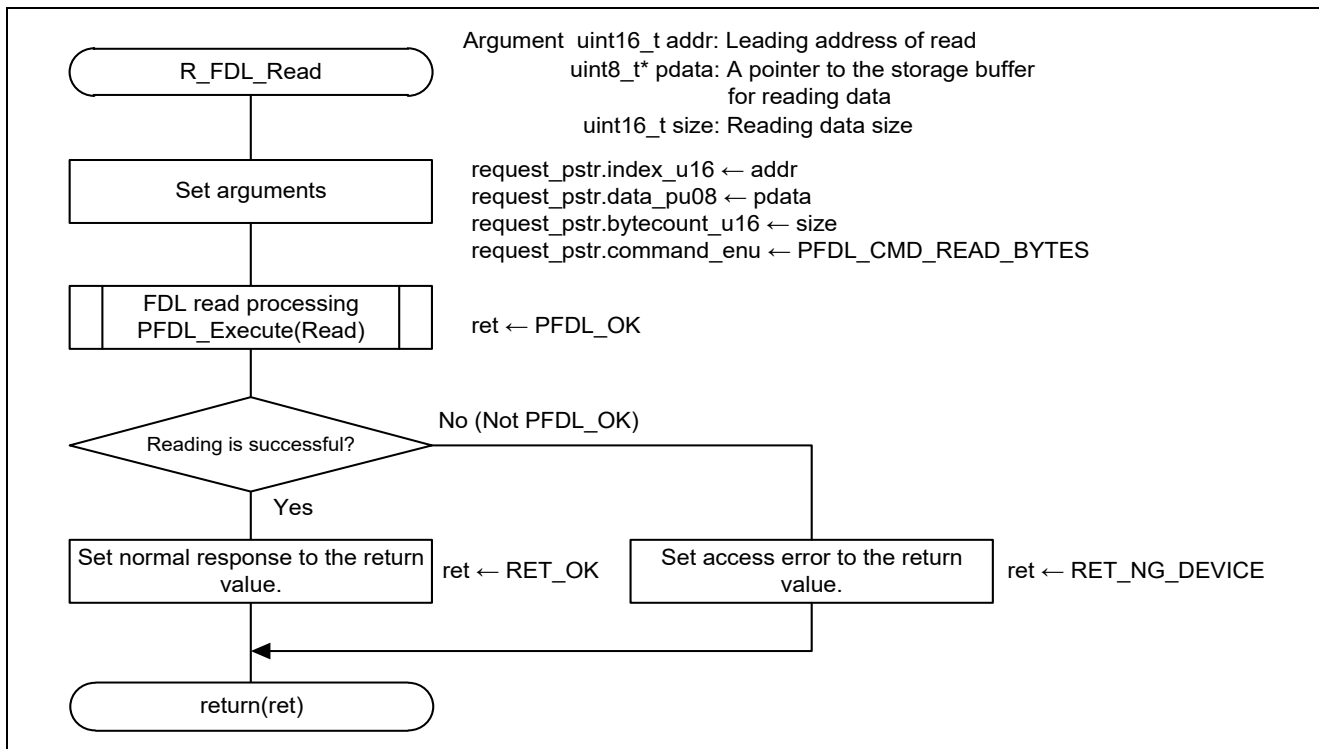 R_FDL_Read
Argument uint16_t addr: Leading address of read
uint8_t* pdata: A pointer to the storage buffer
for reading data
uint16_t size: Reading data size
Set arguments
request_pstr.index_u16 ← addr
request_pstr.data_pu08 ← pdata
request_pstr.bytecount_u16 ← size
request_pstr.command_enu ← PFDL_CMD_READ_BYTES
FDL read processing
PFDL_Execute(Read)
ret ← PFDL_OK
Reading is successful?
No (Not PFDL_OK)
Yes
Set normal response to the return
value.
ret ← RET_OK
Set access error to the return
value.
ret ← RET_NG_DEVICE
return(ret)